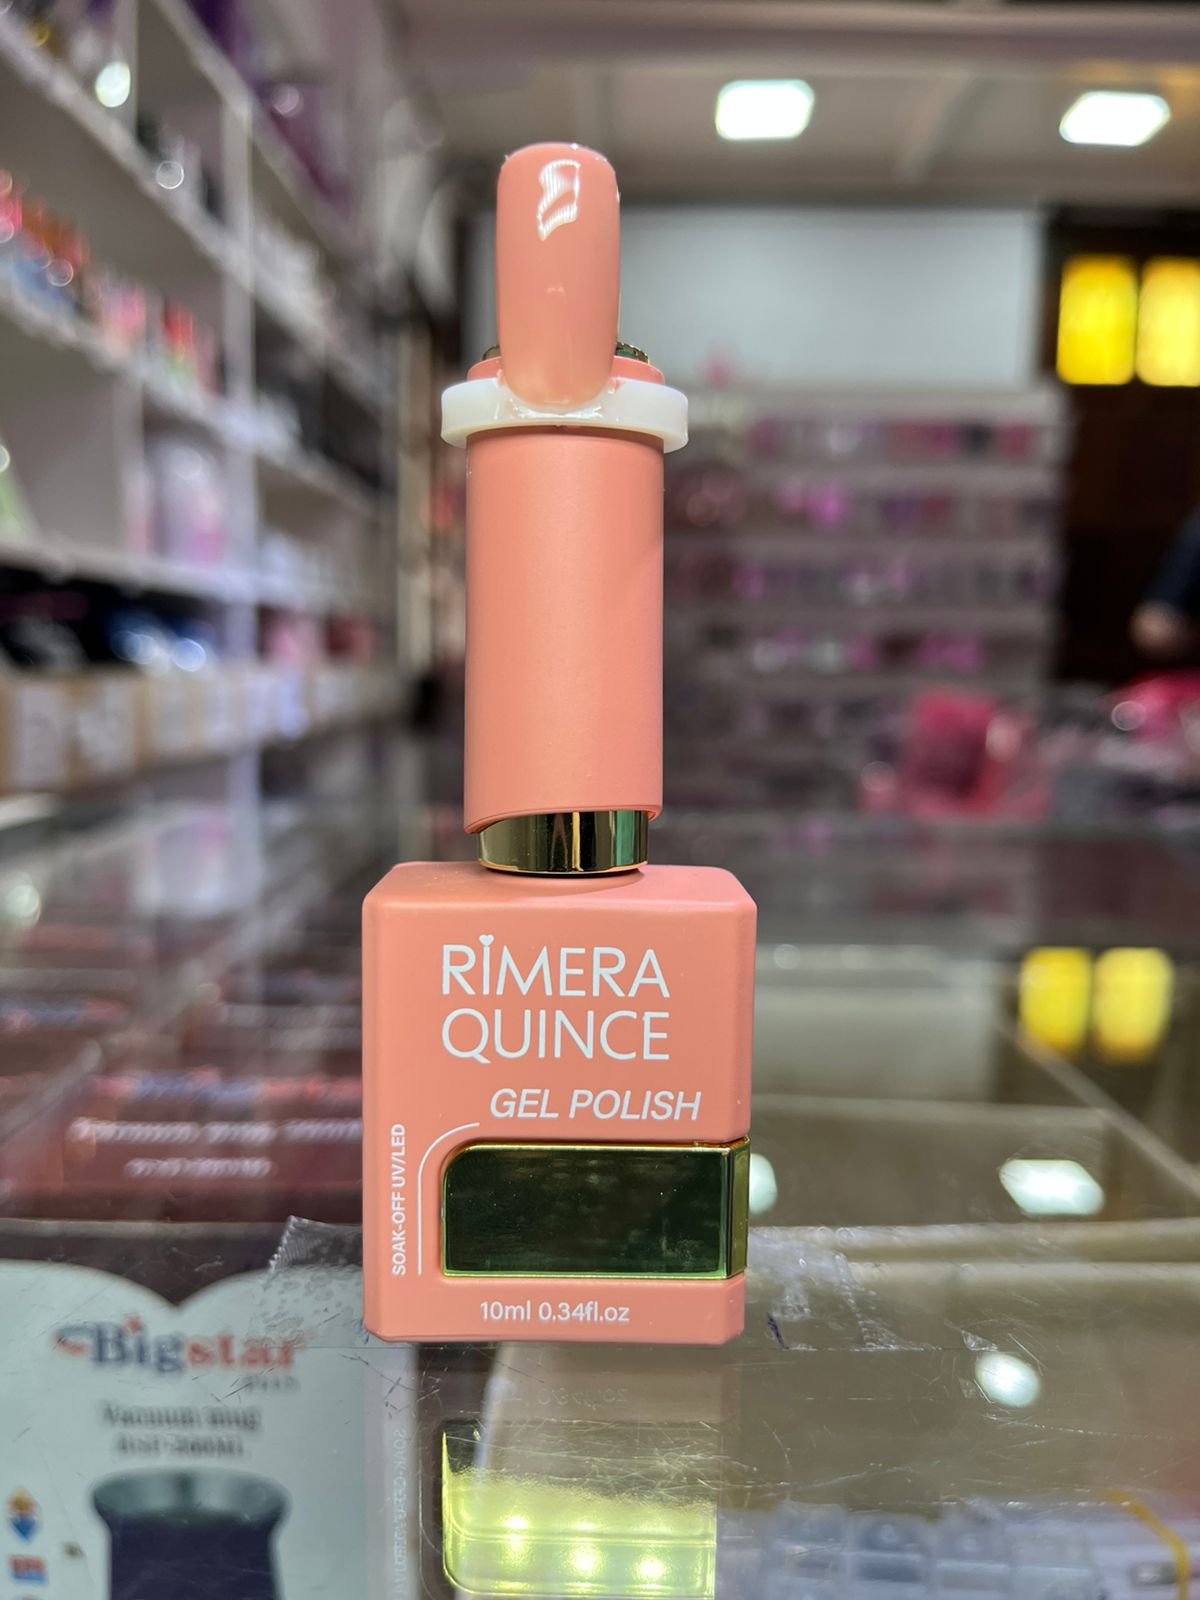 RIMERA
QUINCE
GEL POLISH
SOAK-OFF UV/LED
10ml 0.34fl.oz
Bigstar
Vacuum mug